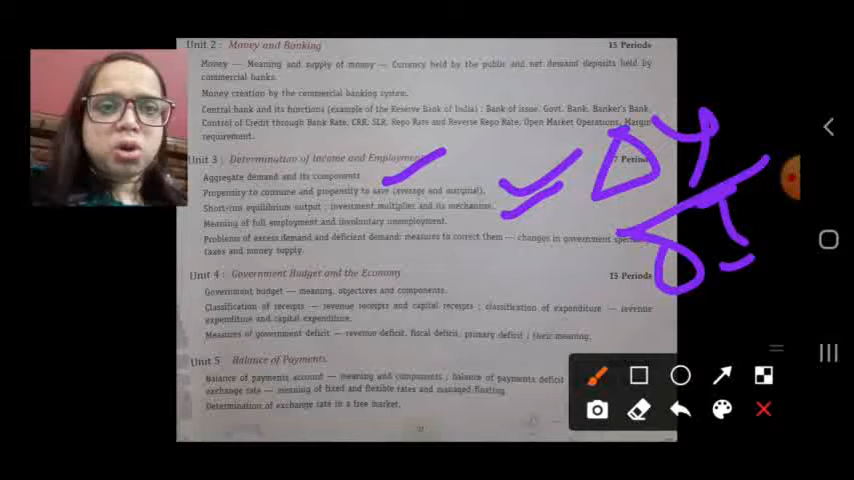 Unit 2 : Money and Banking 15 Periods
Money — Meaning and supply of money — Currency held by the public and net demand deposits held by
commercial banks.
Money creation by the commercial banking system.
Central bank and its functions (example of the Reserve Bank of India) : Bank of issue, Govt. Bank, Banker's Bank,
Control of Credit through Bank Rate, CRR, SLR, Repo Rate and Reverse Repo Rate, Open Market Operations, Margin
requirement.
Unit 3 : Determination of Income and Employment Periods
Aggregate demand and its components
Propensity to consume and propensity to save (average and marginal).
Short-run equilibrium output ; investment multiplier and its mechanism.
Meaning of full employment and involuntary unemployment.
Problems of excess demand and deficient demand: measures to correct them — changes in government
taxes and money supply.
Unit 4 : Government Budget and the Economy 15 Periods
Government budget — meaning, objectives and components.
Classification of receipts — revenue receipts and capital receipts ; classification of expenditure — revenue
expenditure and capital expenditure.
Measures of government deficit — revenue deficit, fiscal deficit, primary deficit ; their meaning.
Unit 5 Balance of Payments
Balance of payments account — meaning and components ; balance of payments deficit
exchange rate — meaning of fixed and flexible rates and managed floating.
Determination of exchange rate in a free market.